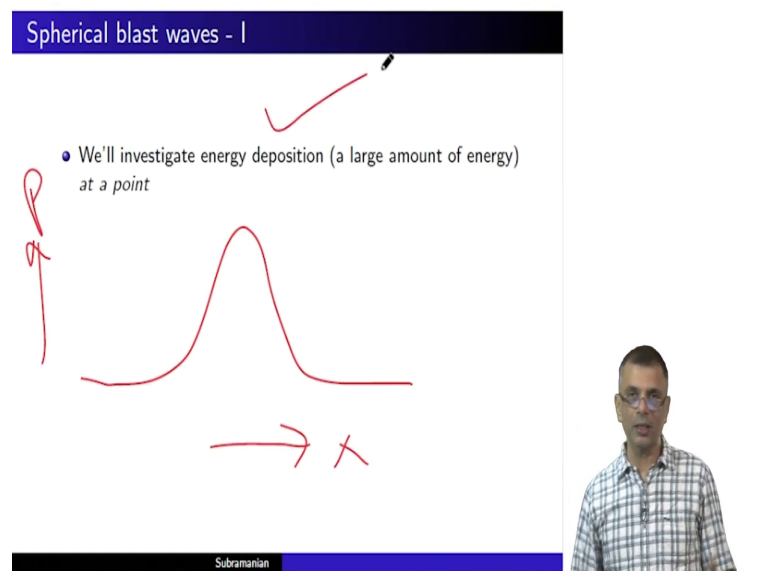 Spherical blast waves - I
We'll investigate energy deposition (a large amount of energy)
at a point
P
x
Subramanian